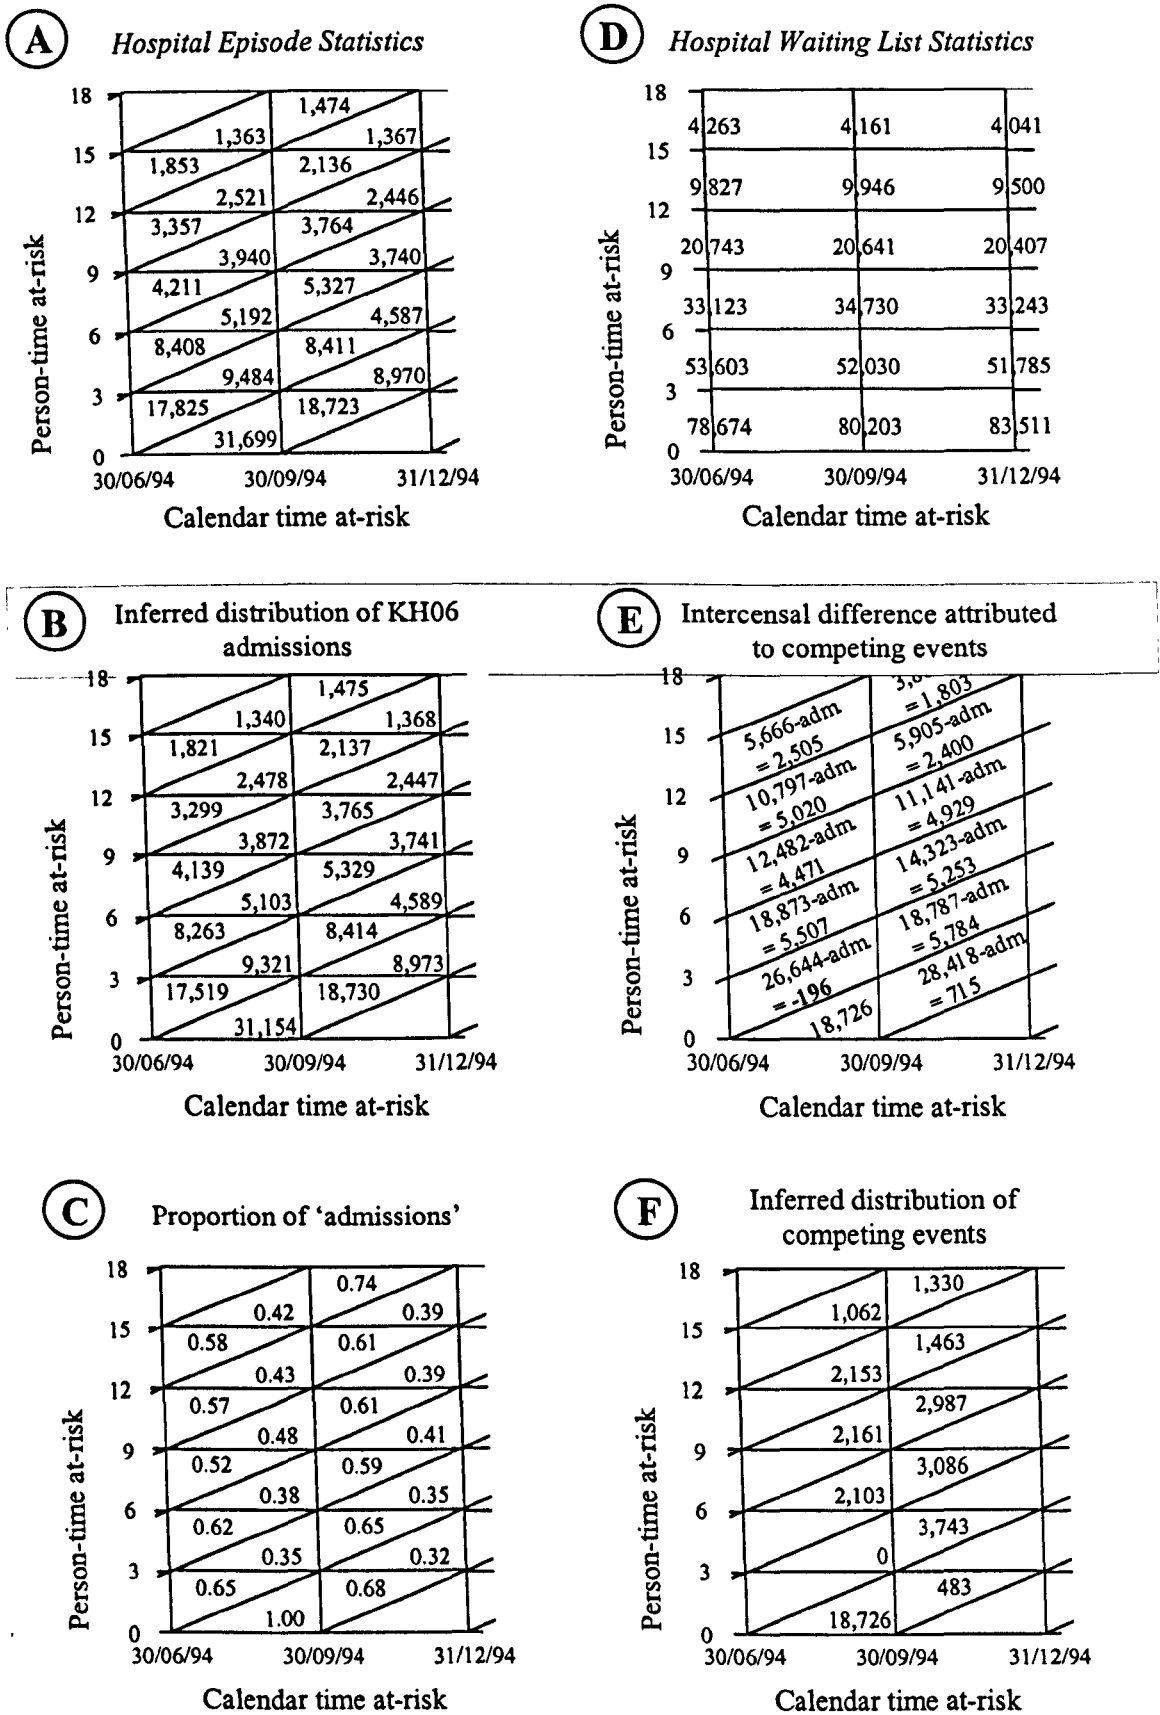 A Hospital Episode Statistics
18
1,474
1,363 1,367
15
1,853 2,136
2,521 2,446
12
3,357 3,764
3,940 3,740
9
4,211 5,327
5,192 4,587
6
8,408 8,411
9,484 8,970
3
17,825 18,723
31,699
0
30/06/94 30/09/94 31/12/94
Calendar time at-risk
Person-time at-risk
D Hospital Waiting List Statistics
18
4,263 4,161 4,041
15
9,827 9,946 9,500
12
20,743 20,641 20,407
9
33,123 34,730 33,243
6
53,603 52,030 51,785
3
78,674 80,203 83,511
0
30/06/94 30/09/94 31/12/94
Calendar time at-risk
Person-time at-risk
B Inferred distribution of KH06
admissions
18
1,475
1,340 1,368
15
1,821 2,137
2,478 2,447
12
3,299 3,765
3,872 3,741
9
4,139 5,329
5,103 4,589
6
8,263 8,414
9,321 8,973
3
17,519 18,730
31,154
0
30/06/94 30/09/94 31/12/94
Calendar time at-risk
Person-time at-risk
E Intercensal difference attributed
to competing events
18
= 1,803
15
5,666-adm
= 2,505
5,905-adm
= 2,400
12
10,797-adm
= 5,020
11,141-adm
= 4,929
9
12,482-adm
= 4,471
14,323-adm
= 5,253
6
18,873-adm
= 5,507
18,787-adm
= 5,784
3
26,644-adm
= -196
28,418-adm
= 715
18,726
0
30/06/94 30/09/94 31/12/94
Calendar time at-risk
Person-time at-risk
C Proportion of ‘admissions’
18
0.74
0.42 0.39
15
0.58 0.61
0.43 0.39
12
0.57 0.61
0.48 0.41
9
0.52 0.59
0.38 0.35
6
0.62 0.65
0.35 0.32
3
0.65 0.68
1.00
0
30/06/94 30/09/94 31/12/94
Calendar time at-risk
Person-time at-risk
F Inferred distribution of
competing events
18
1,330
1,062
15
1,463
2,153
12
2,987
2,161
9
3,086
2,103
6
3,743
0
3
483
18,726
0
30/06/94 30/09/94 31/12/94
Calendar time at-risk
Person-time at-risk